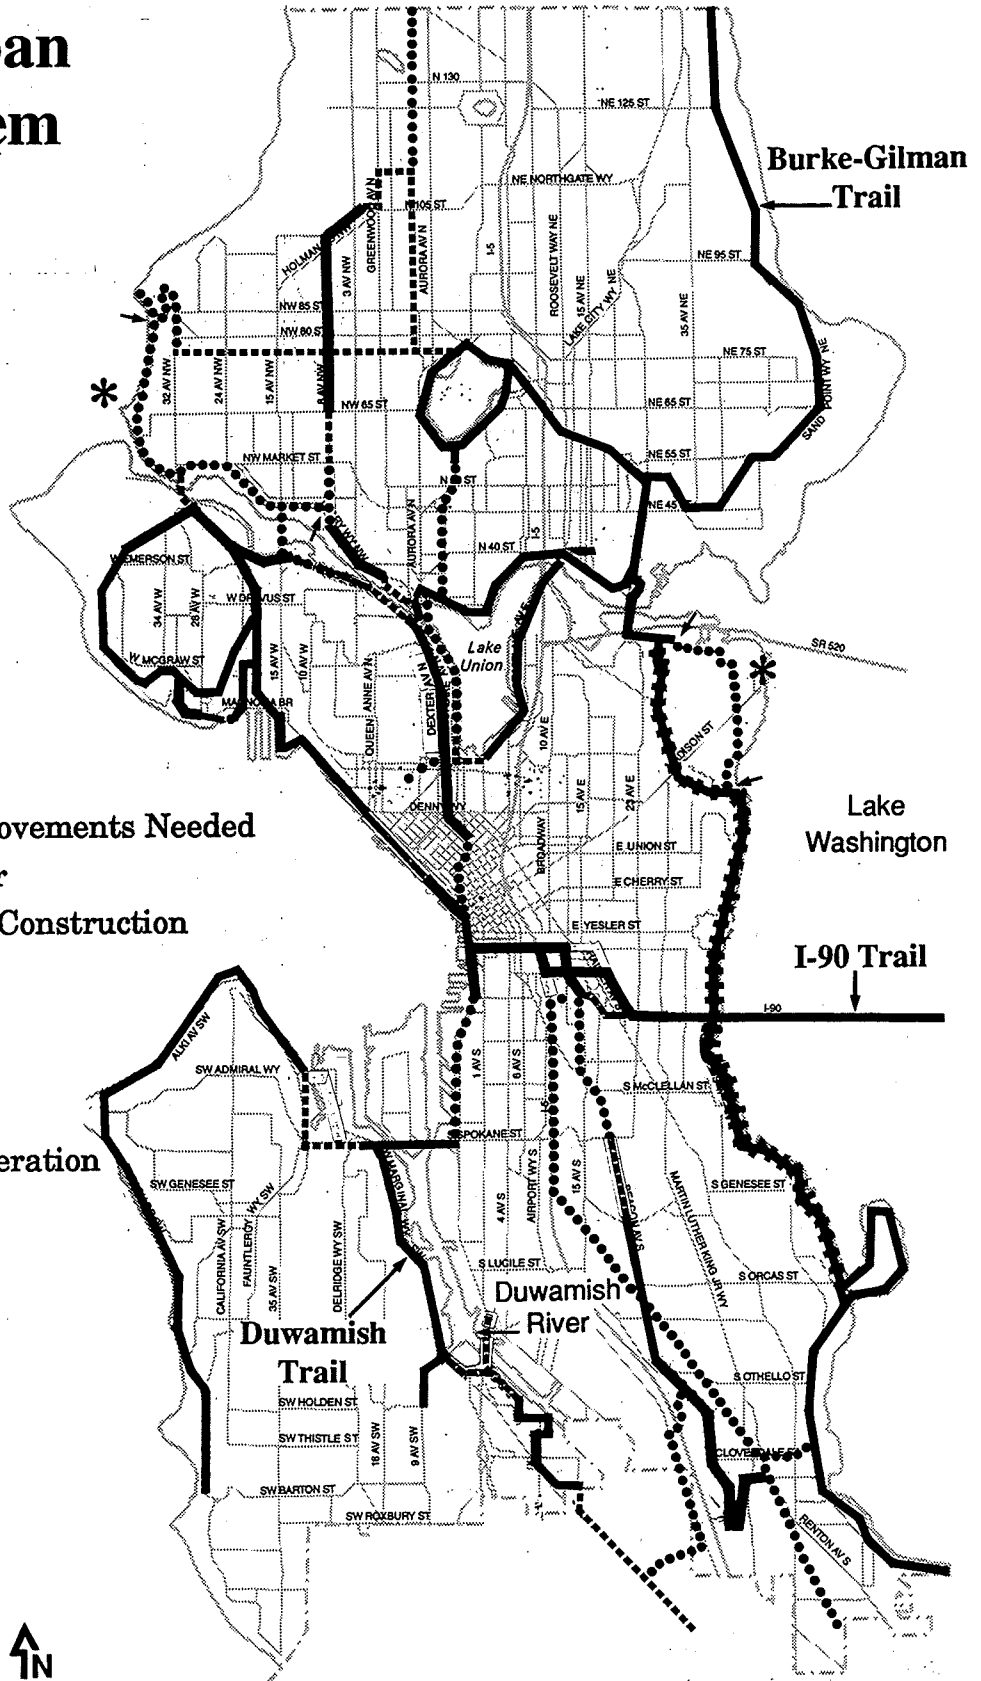 an
em
N 130
NE 125 ST
Burke-Gilman
Trail
NE NORTHGATE WY
N 105 ST
GREENWOOD AV N
HOLMAN
3 AV NW
AURORA AV N
I-5
ROOSEVELT WAY NE
15 AV NE
LAKE CITY WY NE
35 AV NE
NE 95 ST
NW 85 ST
NW 80 ST
NE 75 ST
32 AV NW
24 AV NW
15 AV NW
8 AV NW
NW 65 ST
NE 65 ST
SAND POINT WY NE
NW MARKET ST
NE 55 ST
NE 45 ST
AURORA AV N
I-5
N 40 ST
W EMERSON ST
W DRAVUS ST
34 AV W
28 AV W
W MCGRAW ST
15 AV W
10 AV W
MAGNOLIA BR
QUEEN ANNE AV N
DEXTER AV N
Lake
Union
SR 520
10 AV E
15 AV E
23 AV E
DENNY WY
BROADWAY
E UNION ST
E CHERRY ST
E YESLER ST
Lake
Washington
ovements Needed
r
Construction
I-90 Trail
I-90
ALKI AV SW
SW ADMIRAL WY
1 AV S
6 AV S
I-5
S McCLELLAN ST
SPOKANE ST
eration
SW GENESEE ST
S GENESEE ST
CALIFORNIA AV SW
FAUNTLEROY WY SW
35 AV SW
DELRIDGE WY SW
W MARGINAL
4 AV S
AIRPORT WY S
15 AV S
BEACON AV S
MARTIN LUTHER KING JR WY
S LUCILE ST
S ORCAS ST
Duwamish
River
Duwamish
Trail
S OTHELLO ST
SW HOLDEN ST
SW THISTLE ST
18 AV SW
9 AV SW
SW BARTON ST
SW ROXBURY ST
CLOVERDALE
RENTON AV S
N